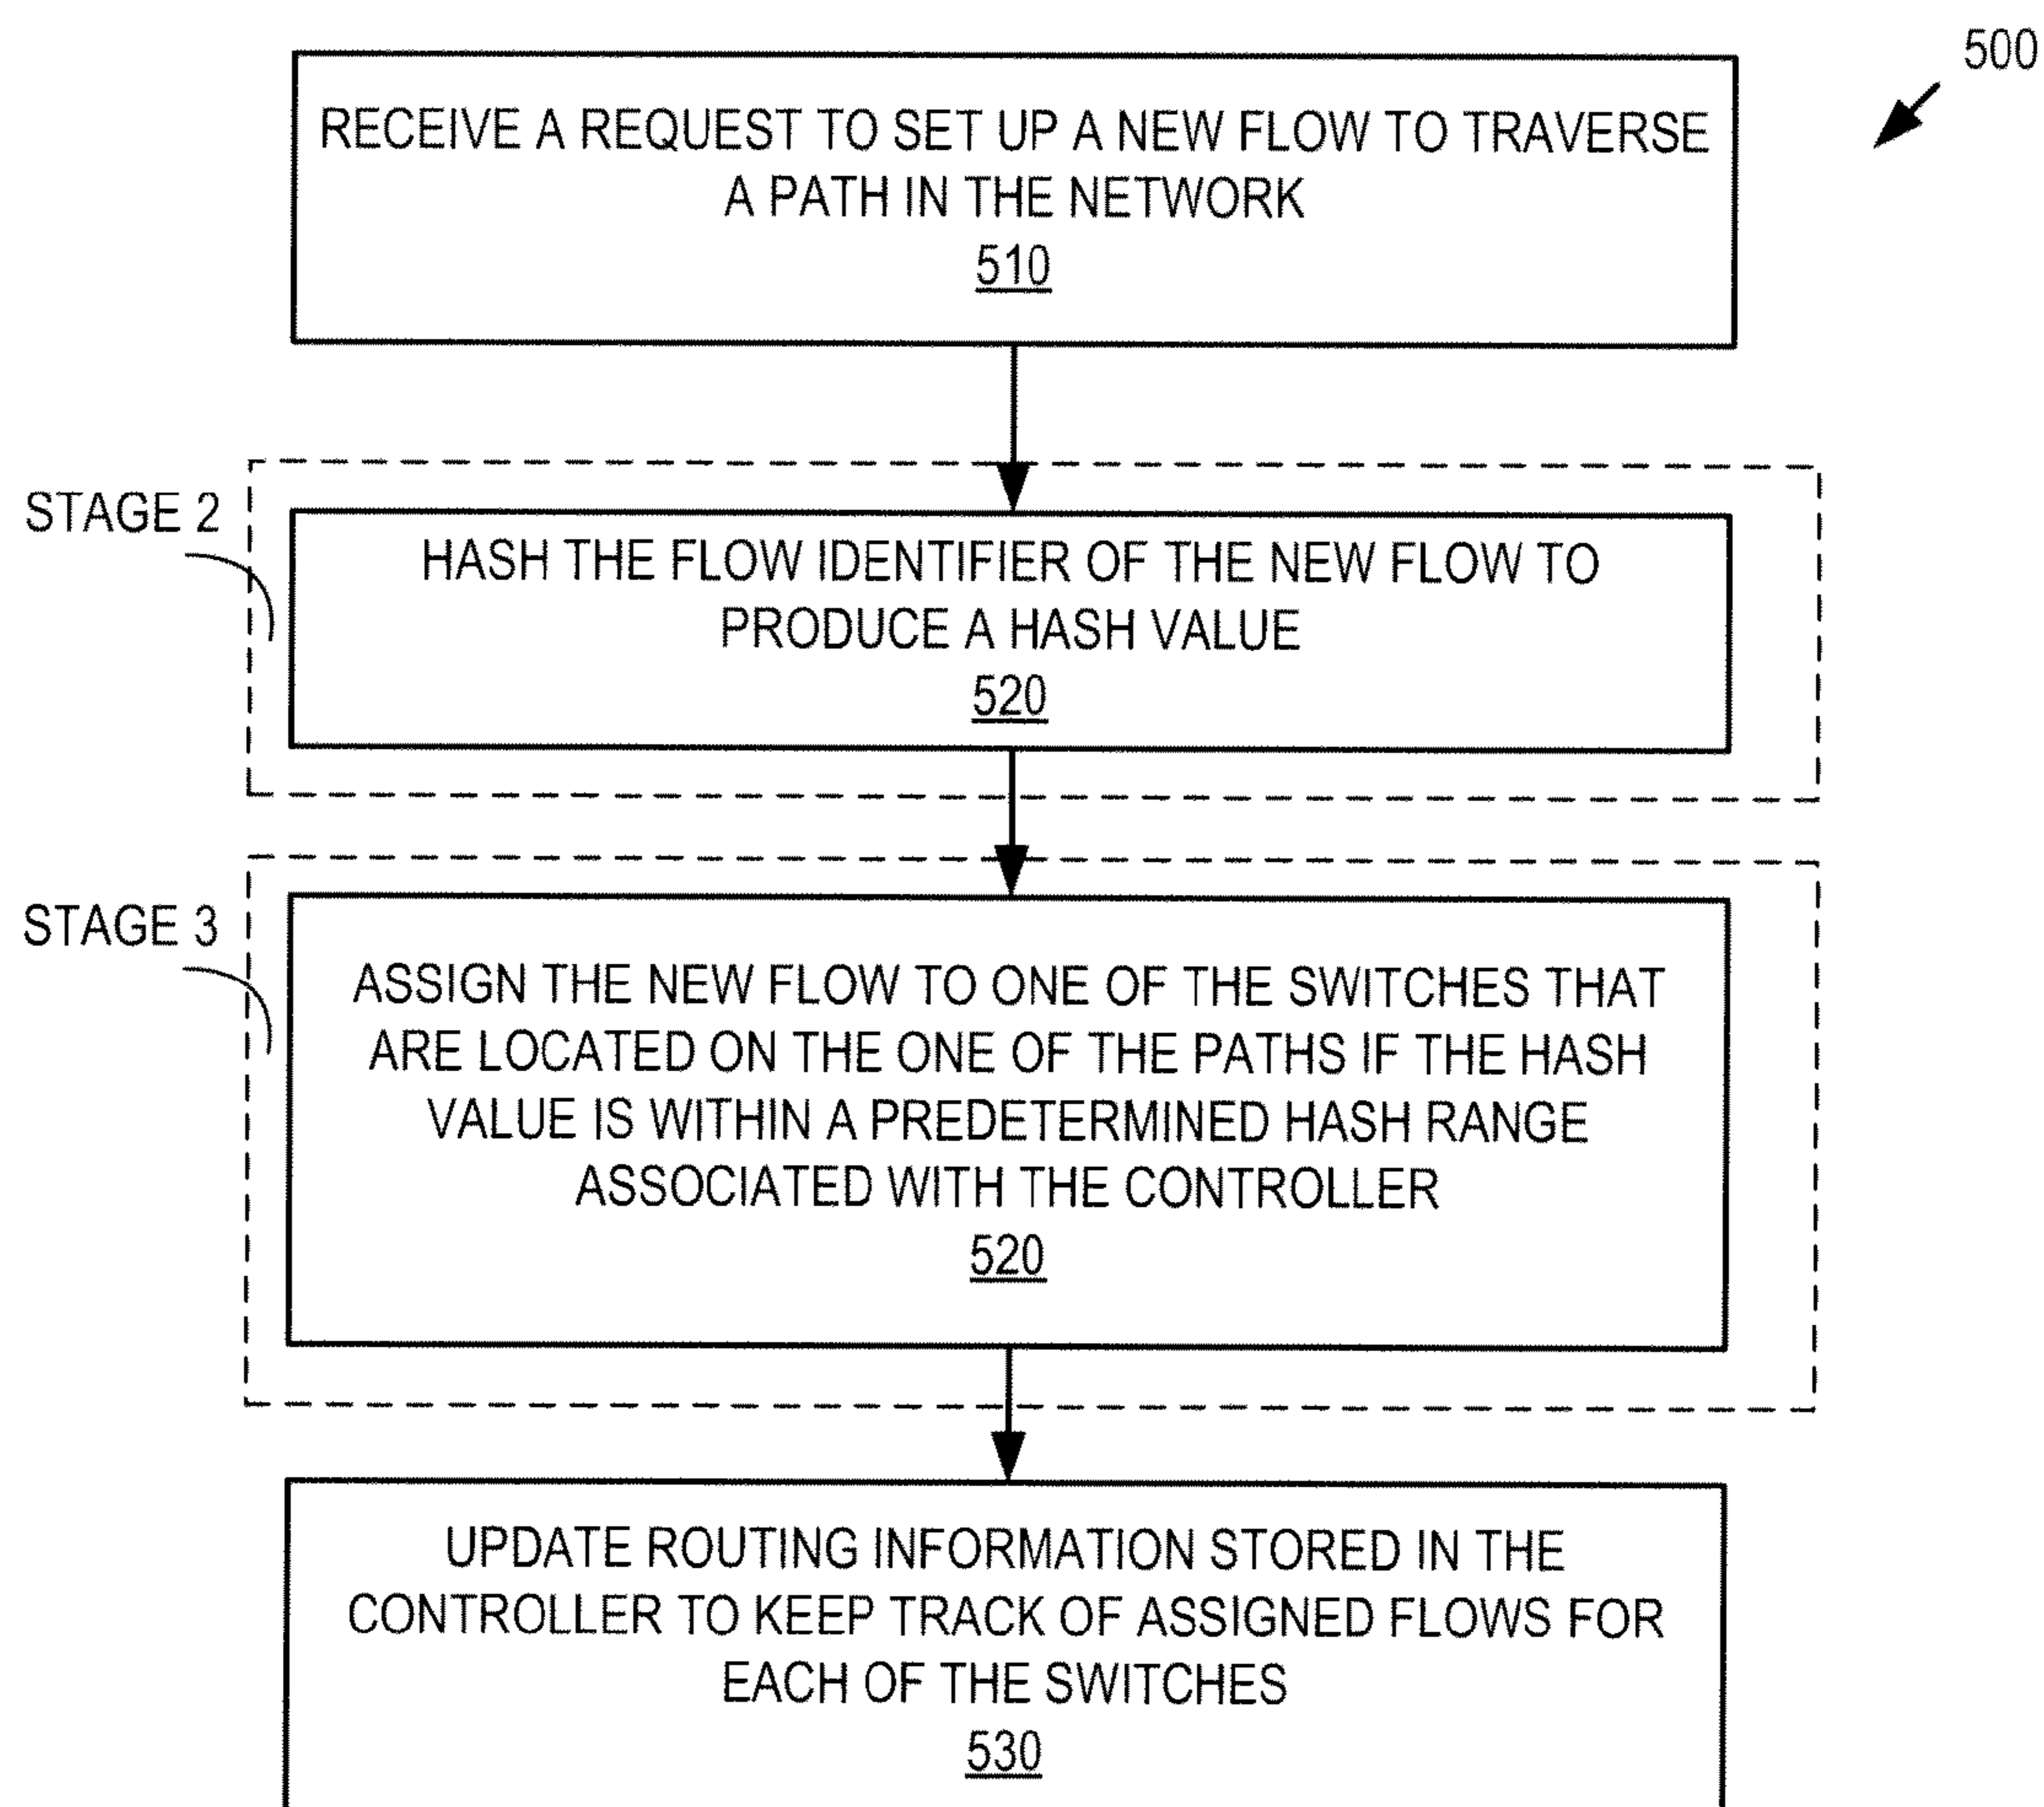 500
RECEIVE A REQUEST TO SET UP A NEW FLOW TO TRAVERSE
A PATH IN THE NETWORK
510
STAGE 2
HASH THE FLOW IDENTIFIER OF THE NEW FLOW TO
PRODUCE A HASH VALUE
520
STAGE 3
ASSIGN THE NEW FLOW TO ONE OF THE SWITCHES THAT
ARE LOCATED ON THE ONE OF THE PATHS IF THE HASH
VALUE IS WITHIN A PREDETERMINED HASH RANGE
ASSOCIATED WITH THE CONTROLLER
520
UPDATE ROUTING INFORMATION STORED IN THE
CONTROLLER TO KEEP TRACK OF ASSIGNED FLOWS FOR
EACH OF THE SWITCHES
530